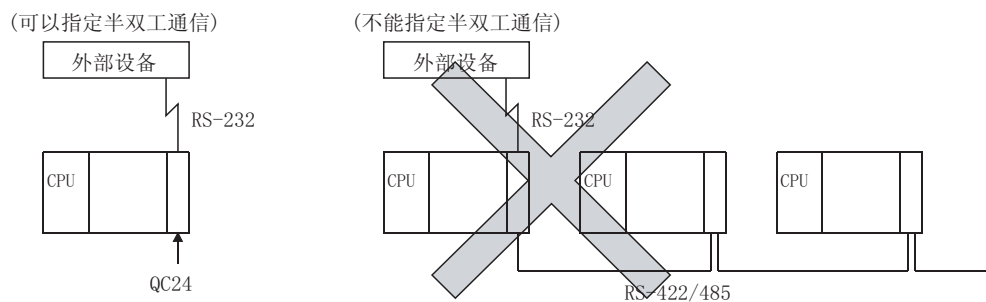 (可以指定半双工通信)
外部设备
RS-232
CPU
QC24
(不能指定半双工通信)
外部设备
RS-232
CPU
CPU
CPU
RS-422/485